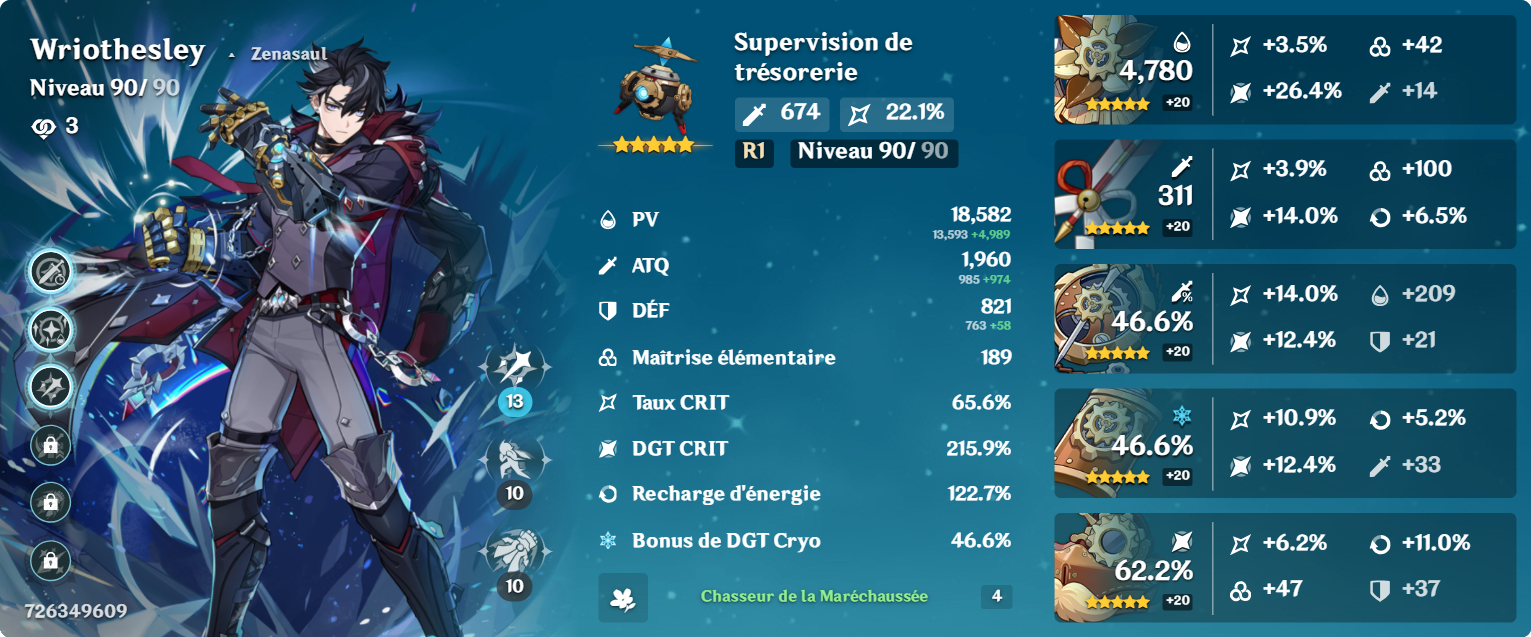 Wriothesley • Zenasaul
Niveau 90/ 90
3
13
10
10
726349609
Supervision de
trésorerie
674 22.1%
R1 Niveau 90/ 90
PV 18,582
13,593 +4,989
ATQ 1,960
985 +974
DÉF 821
763 +58
Maîtrise élémentaire 189
Taux CRIT 65.6%
DGT CRIT 215.9%
Recharge d'énergie 122.7%
Bonus de DGT Cryo 46.6%
Chasseur de la Maréchaussée 4
4,780
+20
+3.5% +42
+26.4% +14
311
+20
+3.9% +100
+14.0% +6.5%
%
46.6%
+20
+14.0% +209
+12.4% +21
46.6%
+20
+10.9% +5.2%
+12.4% +33
62.2%
+20
+6.2% +11.0%
+47 +37